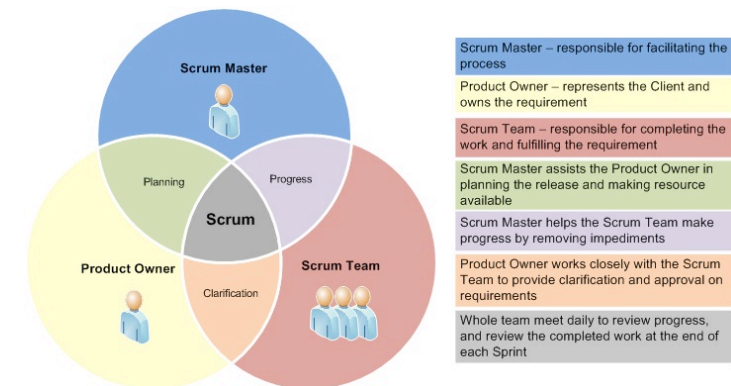 Scrum Master
Planning
Progress
Scrum
Product Owner
Scrum Team
Clarification
Scrum Master – responsible for facilitating the
process
Product Owner – represents the Client and
owns the requirement
Scrum Team – responsible for completing the
work and fulfilling the requirement
Scrum Master assists the Product Owner in
planning the release and making resource
available
Scrum Master helps the Scrum Team make
progress by removing impediments
Product Owner works closely with the Scrum
Team to provide clarification and approval on
requirements
Whole team meet daily to review progress,
and review the completed work at the end of
each Sprint